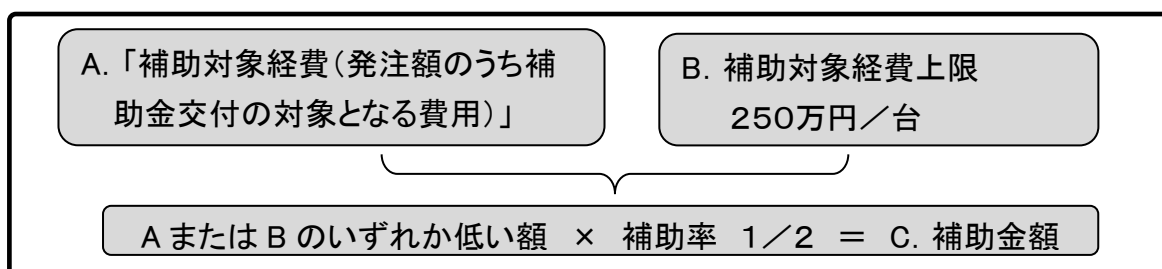 A. 「補助対象経費(発注額のうち補
助金交付の対象となる費用)」
B. 補助対象経費上限
250万円/台
A または B のいずれか低い額 × 補助率 1/2 = C. 補助金額